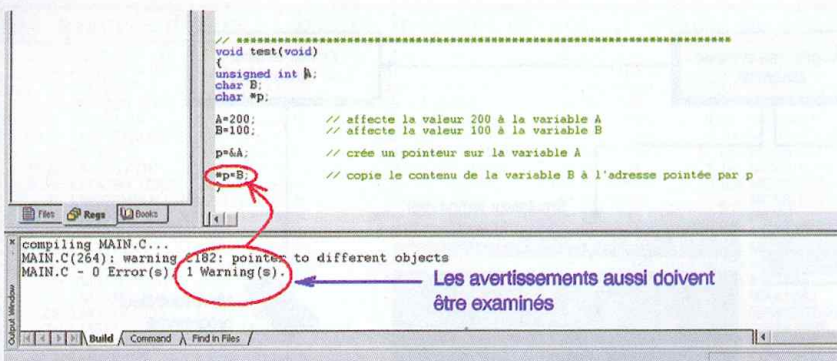 // **********************************************************************
void test(void)
{
unsigned int A;
char B;
char *p;
A=200; // affecte la valeur 200 à la variable A
B=100; // affecte la valeur 100 à la variable B
p=&A; // crée un pointeur sur la variable A
*p=B; // copie le contenu de la variable B à l'adresse pointée par p
}
Files Regs Books
compiling MAIN.C...
MAIN.C(264): warning 182: pointer to different objects
MAIN.C - 0 Error(s), 1 Warning(s).
Les avertissements aussi doivent
être examinés
Output Window
Build Command Find in Files